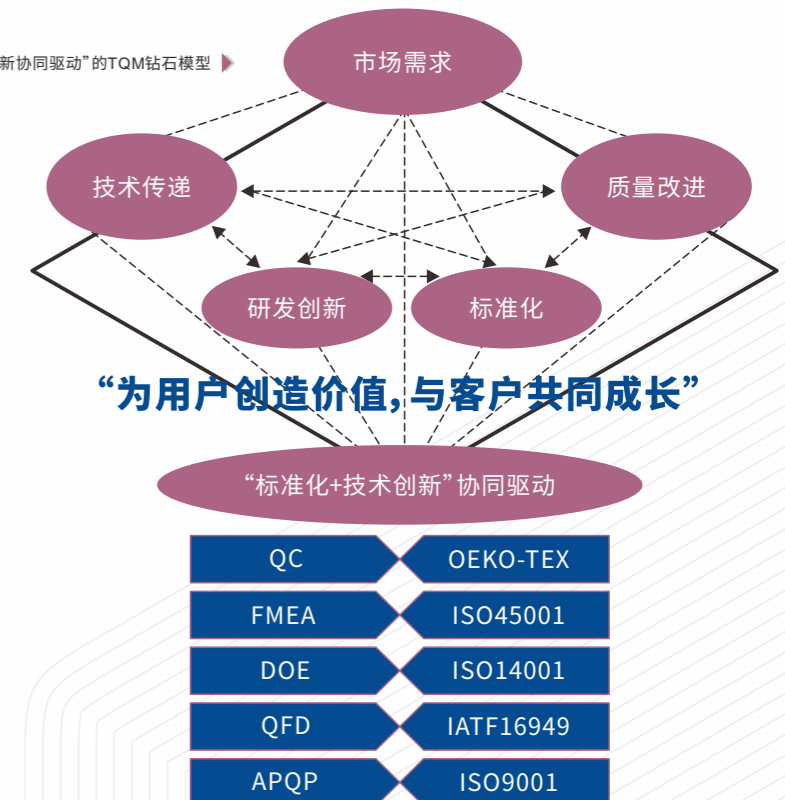 市场需求
新协同驱动”的TQM钻石模型
技术传递
质量改进
研发创新
标准化
“为用户创造价值，与客户共同成长”
“标准化+技术创新”协同驱动
QC
OEKO-TEX
FMEA
ISO45001
DOE
ISO14001
QFD
IATF16949
APQP
ISO9001